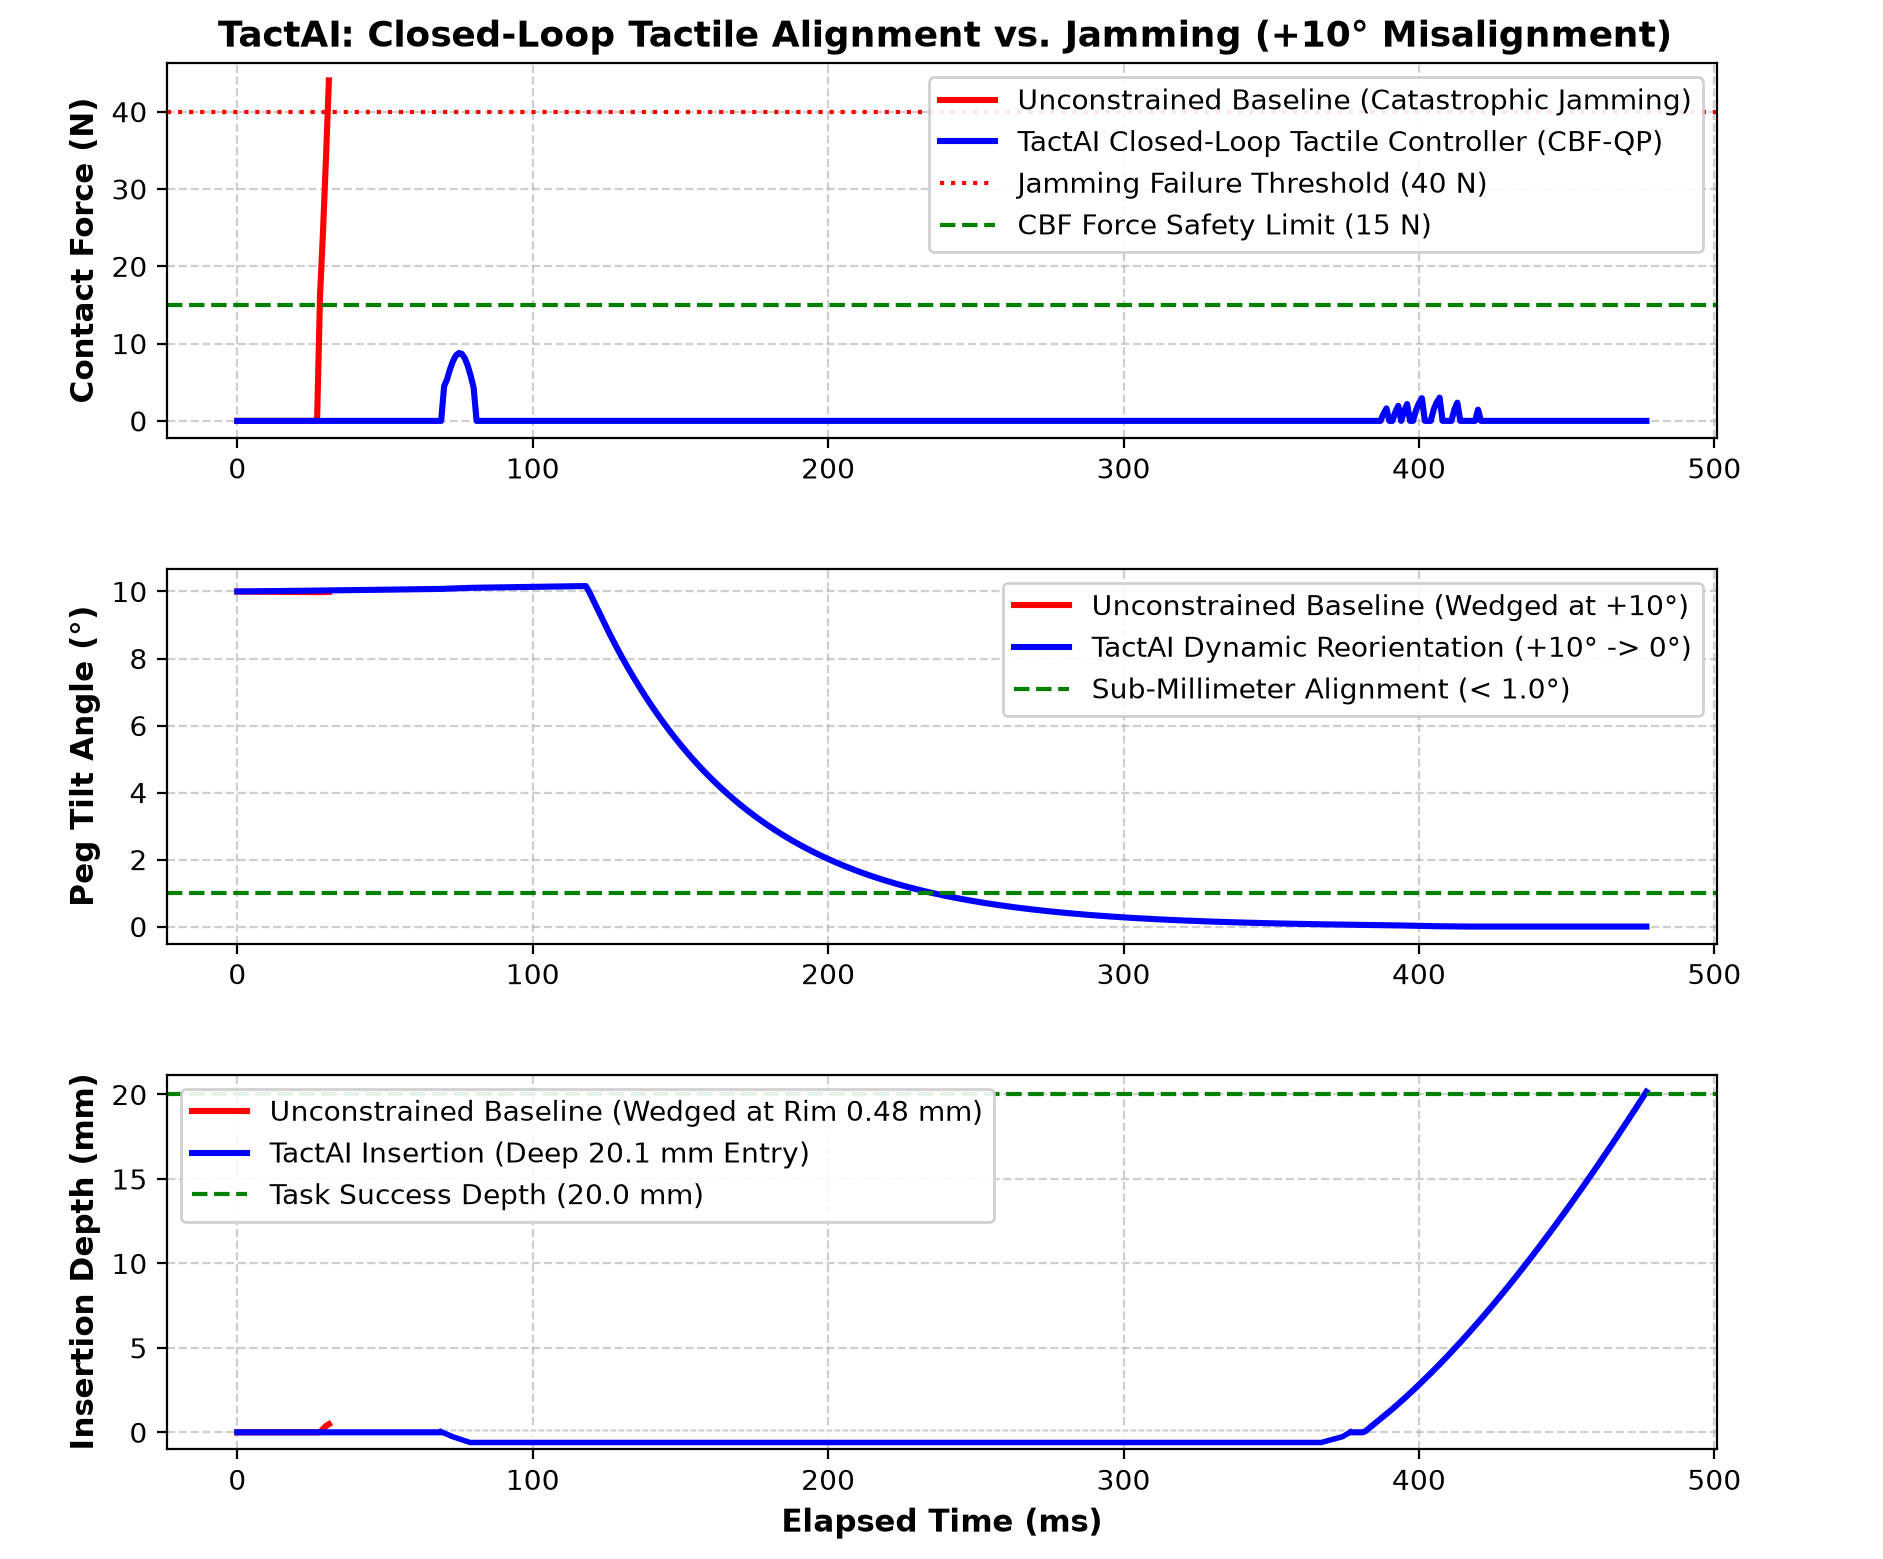 TactAI: Closed-Loop Tactile Alignment vs. Jamming (+10° Misalignment)
Contact Force (N)
40
30
20
10
0
Unconstrained Baseline (Catastrophic Jamming)
TactAI Closed-Loop Tactile Controller (CBF-QP)
Jamming Failure Threshold (40 N)
CBF Force Safety Limit (15 N)
0 100 200 300 400 500
Peg Tilt Angle (°)
10
8
6
4
2
0
Unconstrained Baseline (Wedged at +10°)
TactAI Dynamic Reorientation (+10° -> 0°)
Sub-Millimeter Alignment (< 1.0°)
0 100 200 300 400 500
Insertion Depth (mm)
20
15
10
5
0
Unconstrained Baseline (Wedged at Rim 0.48 mm)
TactAI Insertion (Deep 20.1 mm Entry)
Task Success Depth (20.0 mm)
0 100 200 300 400 500
Elapsed Time (ms)